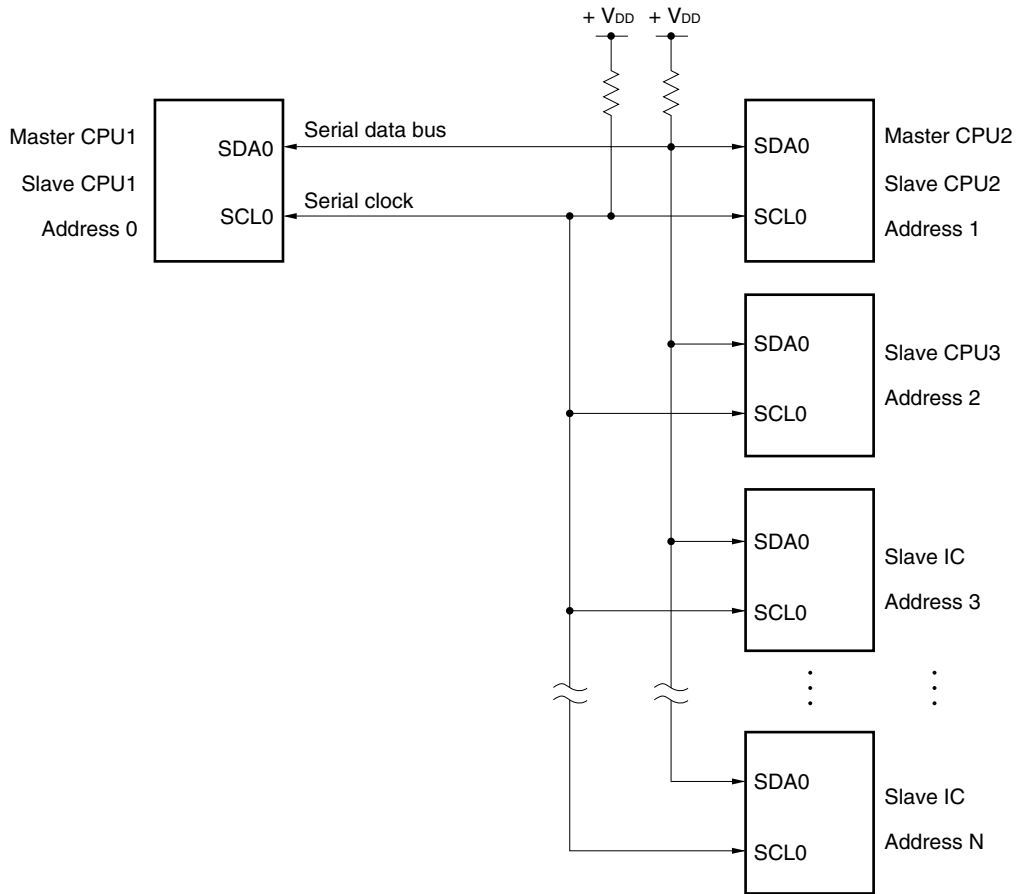 + VDD
+ VDD
Master CPU1
Slave CPU1
Address 0
SDA0
SCL0
Serial data bus
Serial clock
SDA0
SCL0
Master CPU2
Slave CPU2
Address 1
SDA0
SCL0
Slave CPU3
Address 2
SDA0
SCL0
Slave IC
Address 3
SDA0
SCL0
Slave IC
Address N